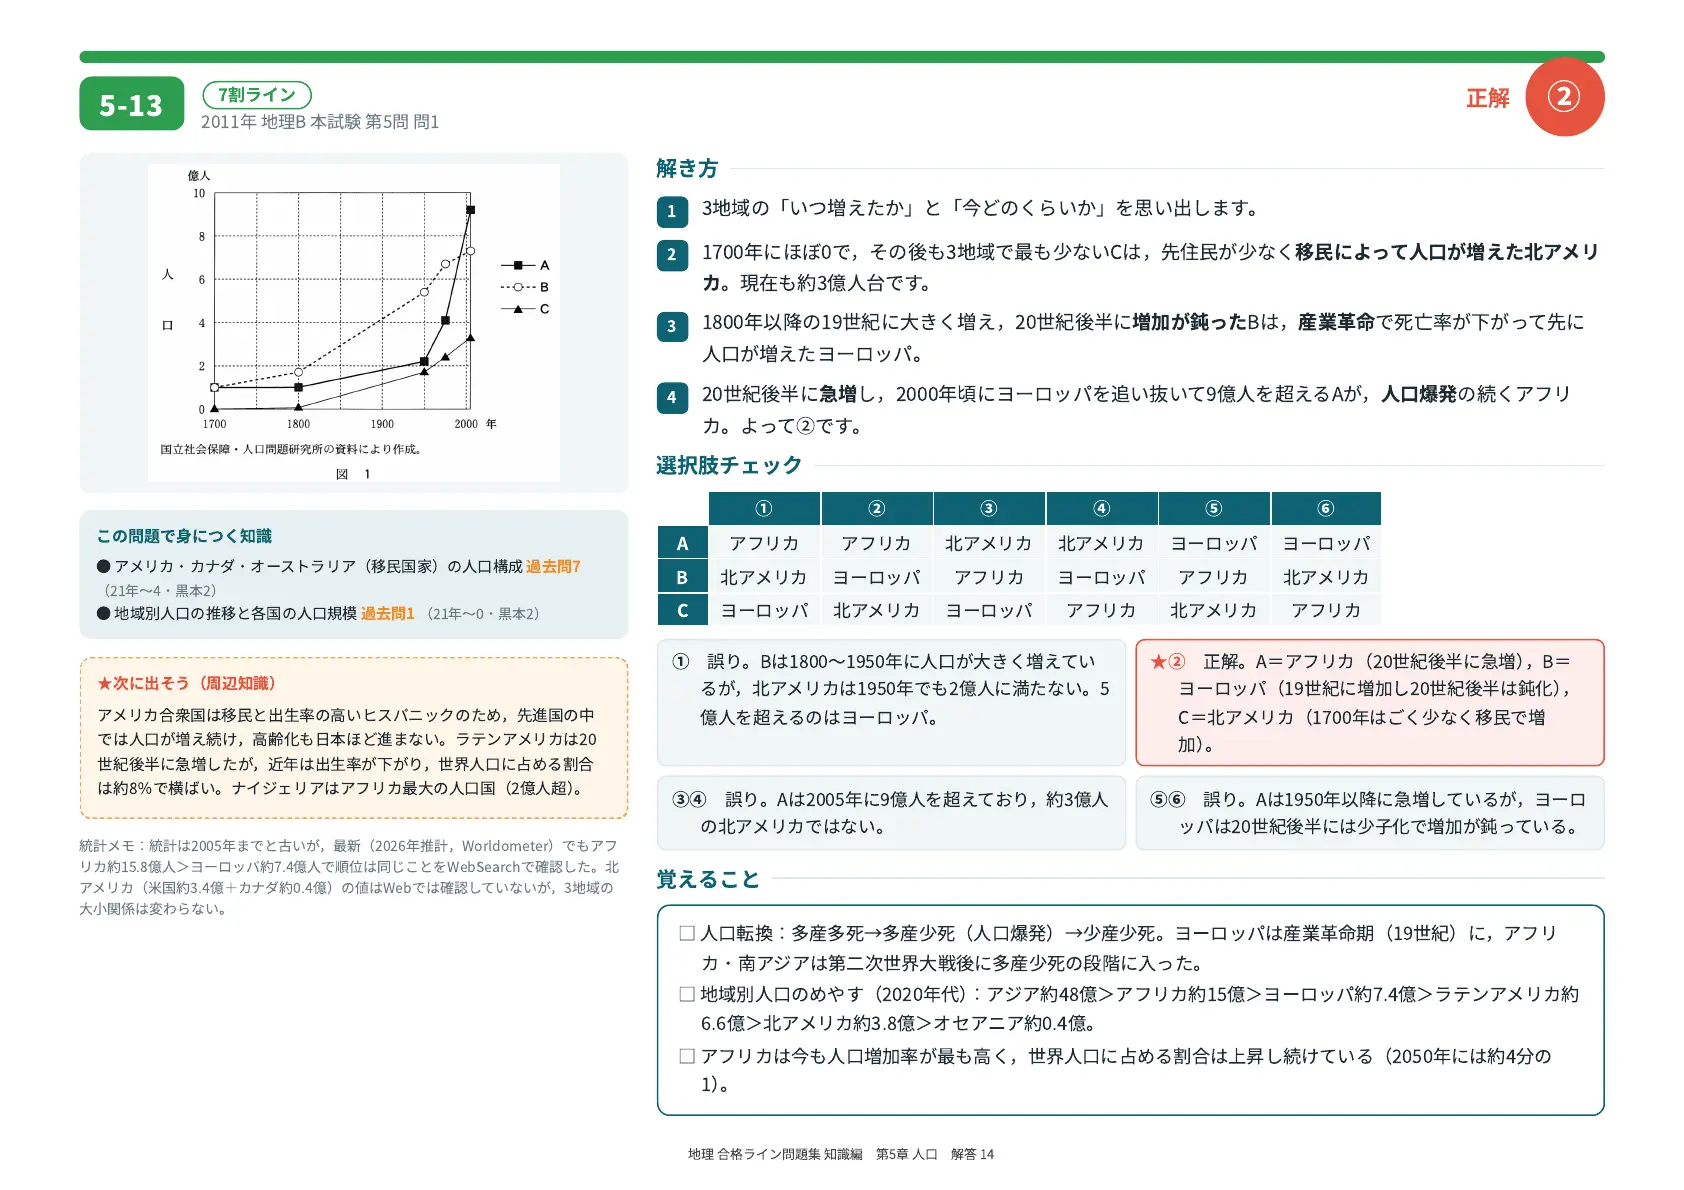 5-13
7割ライン
2011年 地理B 本試験 第5問 問1
正解 ②
億人
10
8
6
4
2
0
人
口
1700
1800
1900
2000 年
A
B
C
国立社会保障・人口問題研究所の資料により作成。
図 1
この問題で身につく知識
● アメリカ・カナダ・オーストラリア（移民国家）の人口構成 過去問7
（21年〜4・黒本2）
● 地域別人口の推移と各国の人口規模 過去問1 （21年〜0・黒本2）
★次に出そう（周辺知識）
アメリカ合衆国は移民と出生率の高いヒスパニックのため，先進国の中
では人口が増え続け，高齢化も日本ほど進まない。ラテンアメリカは20
世紀後半に急増したが，近年は出生率が下がり，世界人口に占める割合
は約8％で横ばい。ナイジェリアはアフリカ最大の人口国（2億人超）。
統計メモ：統計は2005年までと古いが，最新（2026年推計，Worldometer）でもアフ
リカ約15.8億人＞ヨーロッパ約7.4億人で順位は同じことをWebSearchで確認した。北
アメリカ（米国約3.4億＋カナダ約0.4億）の値はWebでは確認していないが，3地域の
大小関係は変わらない。
解き方
1 3地域の「いつ増えたか」と「今どのくらいか」を思い出します。
2 1700年にほぼ0で，その後も3地域で最も少ないCは，先住民が少なく移民によって人口が増えた北アメリ
カ。現在も約3億人台です。
3 1800年以降の19世紀に大きく増え，20世紀後半に増加が鈍ったBは，産業革命で死亡率が下がって先に
人口が増えたヨーロッパ。
4 20世紀後半に急増し，2000年頃にヨーロッパを追い抜いて9億人を超えるAが，人口爆発の続くアフリ
カ。よって②です。
選択肢チェック
① ② ③ ④ ⑤ ⑥
A アフリカ アフリカ 北アメリカ 北アメリカ ヨーロッパ ヨーロッパ
B 北アメリカ ヨーロッパ アフリカ ヨーロッパ アフリカ 北アメリカ
C ヨーロッパ 北アメリカ ヨーロッパ アフリカ 北アメリカ アフリカ
① 誤り。Bは1800〜1950年に人口が大きく増えてい
るが，北アメリカは1950年でも2億人に満たない。5
億人を超えるのはヨーロッパ。
★② 正解。A＝アフリカ（20世紀後半に急増），B＝
ヨーロッパ（19世紀に増加し20世紀後半は鈍化），
C＝北アメリカ（1700年はごく少なく移民で増
加）。
③④ 誤り。Aは2005年に9億人を超えており，約3億人
の北アメリカではない。
⑤⑥ 誤り。Aは1950年以降に急増しているが，ヨーロ
ッパは20世紀後半には少子化で増加が鈍っている。
覚えること
□ 人口転換：多産多死→多産少死（人口爆発）→少産少死。ヨーロッパは産業革命期（19世紀）に，アフリ
カ・南アジアは第二次世界大戦後に多産少死の段階に入った。
□ 地域別人口のめやす（2020年代）：アジア約48億＞アフリカ約15億＞ヨーロッパ約7.4億＞ラテンアメリカ約
6.6億＞北アメリカ約3.8億＞オセアニア約0.4億。
□ アフリカは今も人口増加率が最も高く，世界人口に占める割合は上昇し続けている（2050年には約4分の
1）。
地理 合格ライン問題集 知識編 第5章 人口 解答 14